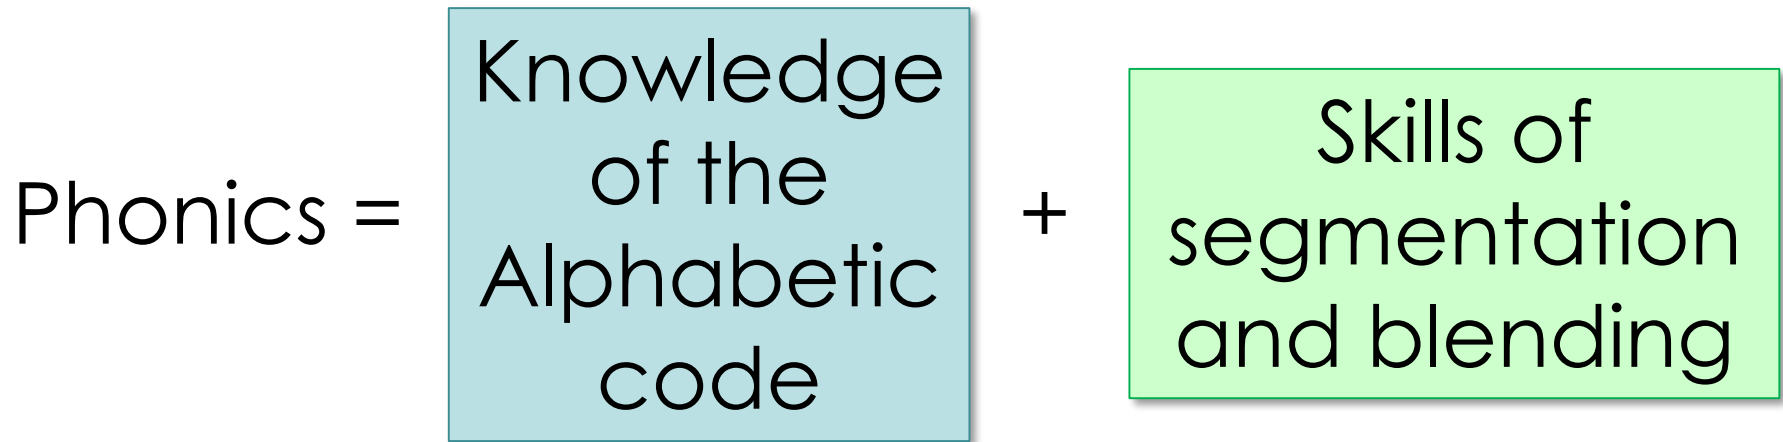 Phonics =
Knowledge
of the
Alphabetic
code
+
Skills of
segmentation
and blending